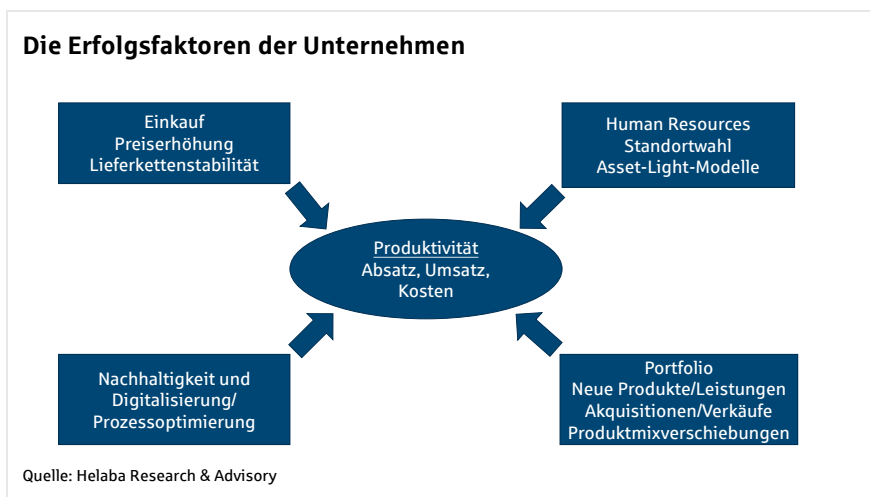 Die Erfolgsfaktoren der Unternehmen
Einkauf
Preiserhöhung
Lieferkettenstabilität
Human Resources
Standortwahl
Asset-Light-Modelle
Produktivität
Absatz, Umsatz,
Kosten
Nachhaltigkeit und
Digitalisierung/
Prozessoptimierung
Portfolio
Neue Produkte/Leistungen
Akquisitionen/Verkäufe
Produktmixverschiebungen
Quelle: Helaba Research & Advisory